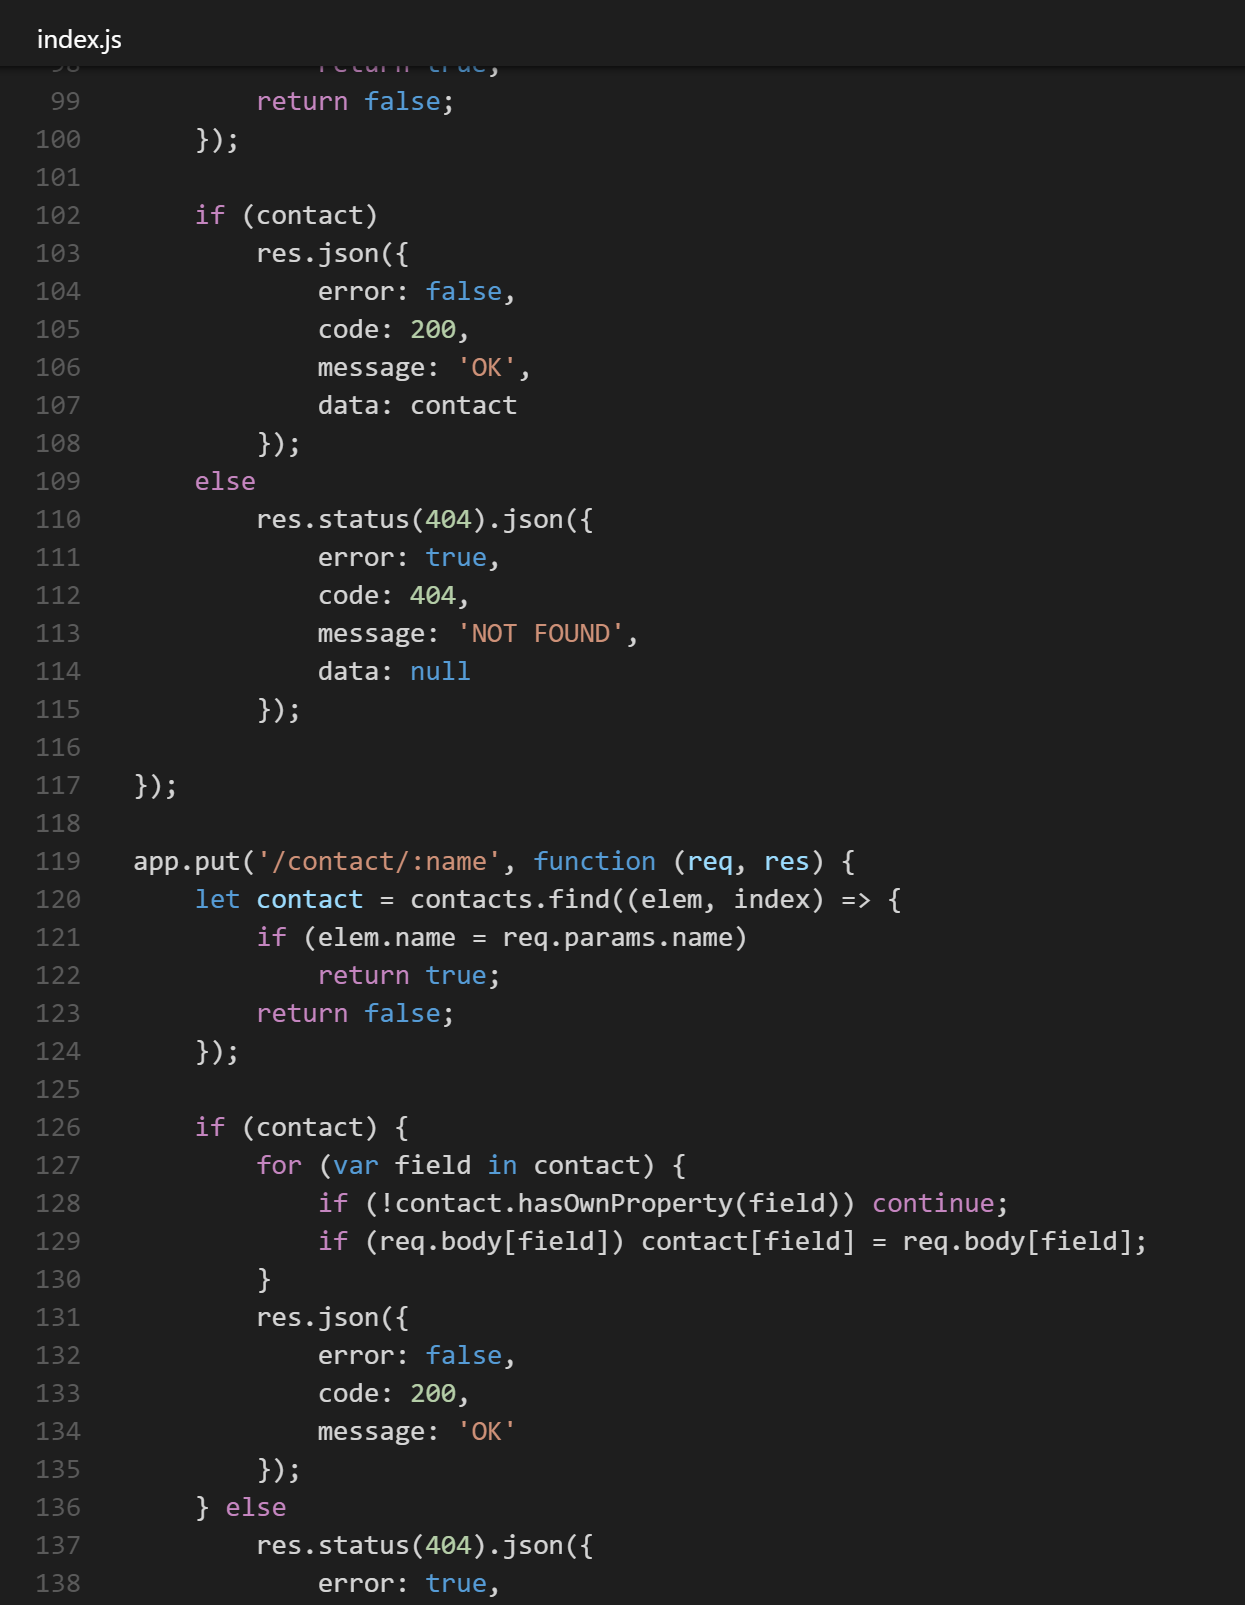 index.js
98 return true;
99 return false;
100 });
101
102 if (contact)
103 res.json({
104 error: false,
105 code: 200,
106 message: 'OK',
107 data: contact
108 });
109 else
110 res.status(404).json({
111 error: true,
112 code: 404,
113 message: 'NOT FOUND',
114 data: null
115 });
116
117 });
118
119 app.put('/contact/:name', function (req, res) {
120 let contact = contacts.find((elem, index) => {
121 if (elem.name = req.params.name)
122 return true;
123 return false;
124 });
125
126 if (contact) {
127 for (var field in contact) {
128 if (!contact.hasOwnProperty(field)) continue;
129 if (req.body[field]) contact[field] = req.body[field];
130 }
131 res.json({
132 error: false,
133 code: 200,
134 message: 'OK'
135 });
136 } else
137 res.status(404).json({
138 error: true,